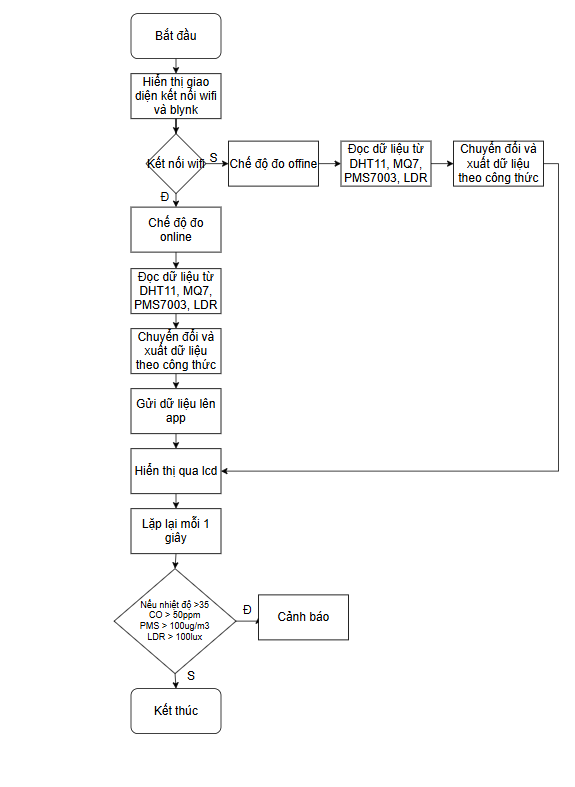 Bắt đầu
Hiển thị giao
diện kết nối wifi
và blynk
Kết nối wifi
S
Chế độ đo offine
Đọc dữ liệu từ
DHT11, MQ7,
PMS7003, LDR
Chuyển đổi và
xuất dữ liệu
theo công thức
Đ
Chế độ đo
online
Đọc dữ liệu từ
DHT11, MQ7,
PMS7003, LDR
Chuyển đổi và
xuất dữ liệu
theo công thức
Gửi dữ liệu lên
app
Hiển thị qua lcd
Lặp lại mỗi 1
giây
Nếu nhiệt độ >35
CO > 50ppm
PMS > 100ug/m3
LDR > 100lux
Đ
Cảnh báo
S
Kết thúc